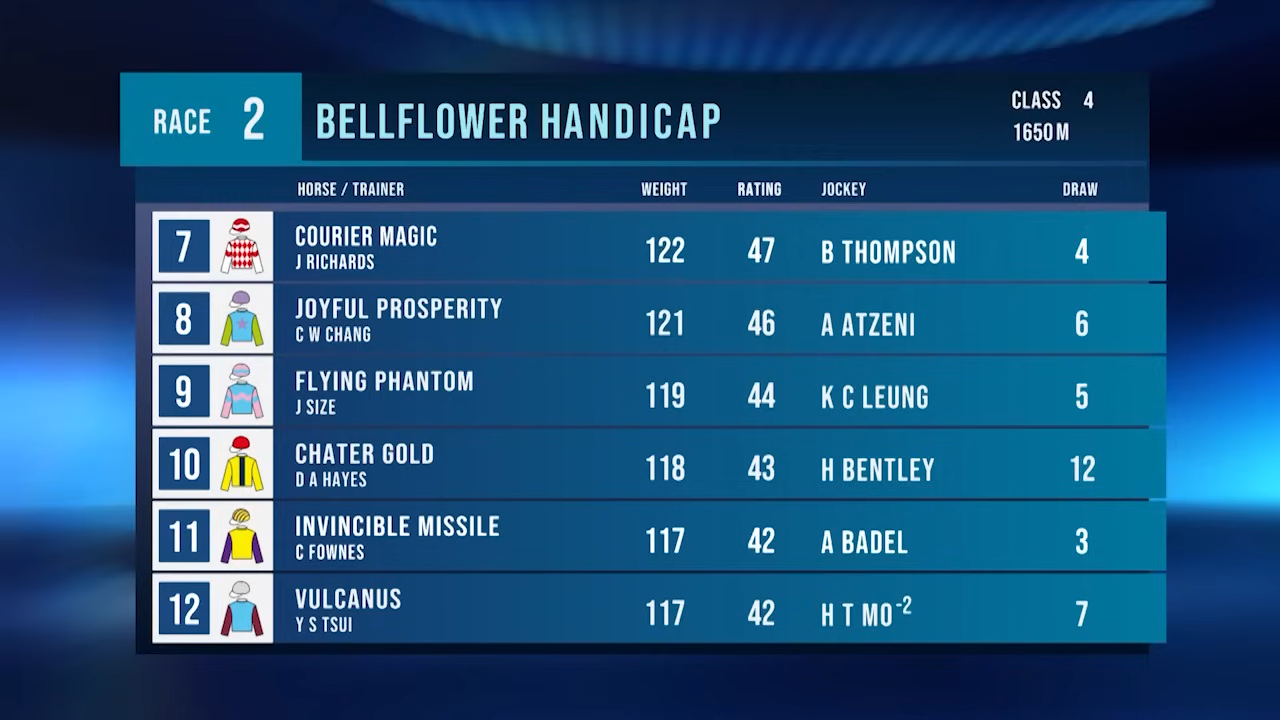 RACE 2 BELLFLOWER HANDICAP CLASS 4
1650M
HORSE / TRAINER WEIGHT RATING JOCKEY DRAW
7 COURIER MAGIC 122 47 B THOMPSON 4
J RICHARDS
8 JOYFUL PROSPERITY 121 46 A ATZENI 6
C W CHANG
9 FLYING PHANTOM 119 44 K C LEUNG 5
J SIZE
10 CHATER GOLD 118 43 H BENTLEY 12
D A HAYES
11 INVINCIBLE MISSILE 117 42 A BADEL 3
C FOWNES
12 VULCANUS 117 42 H T MO-2 7
Y S TSUI